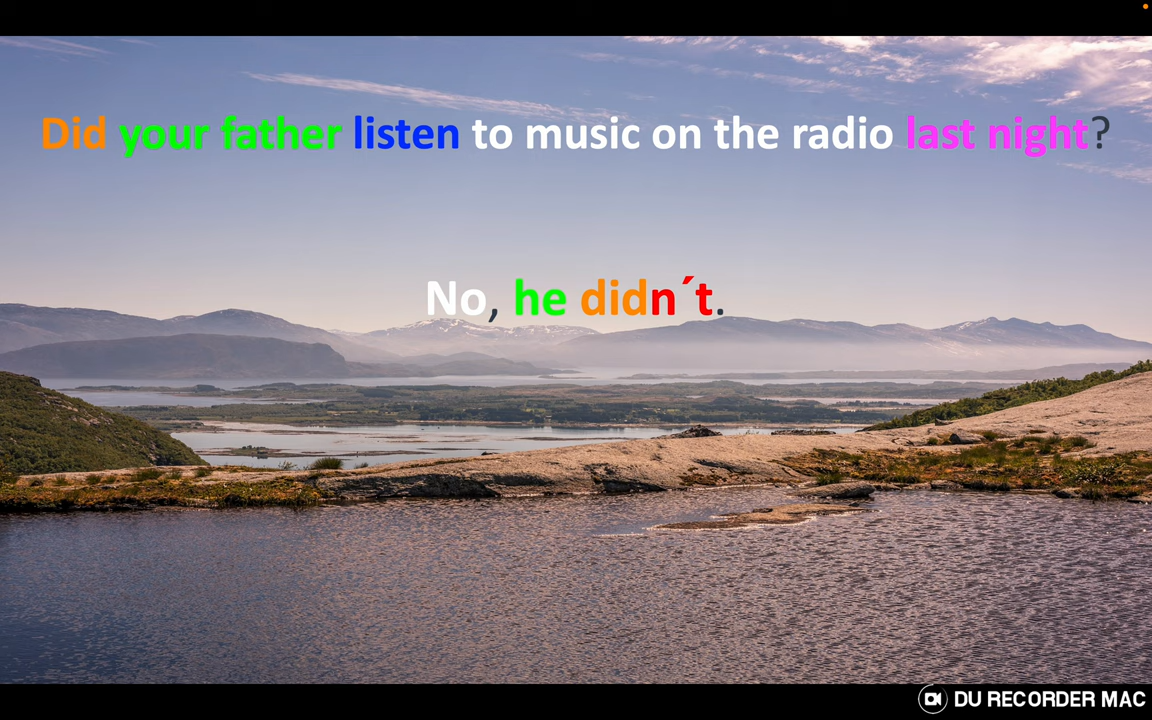 Did your father listen to music on the radio last night?
No, he didn´t.
DU RECORDER MAC